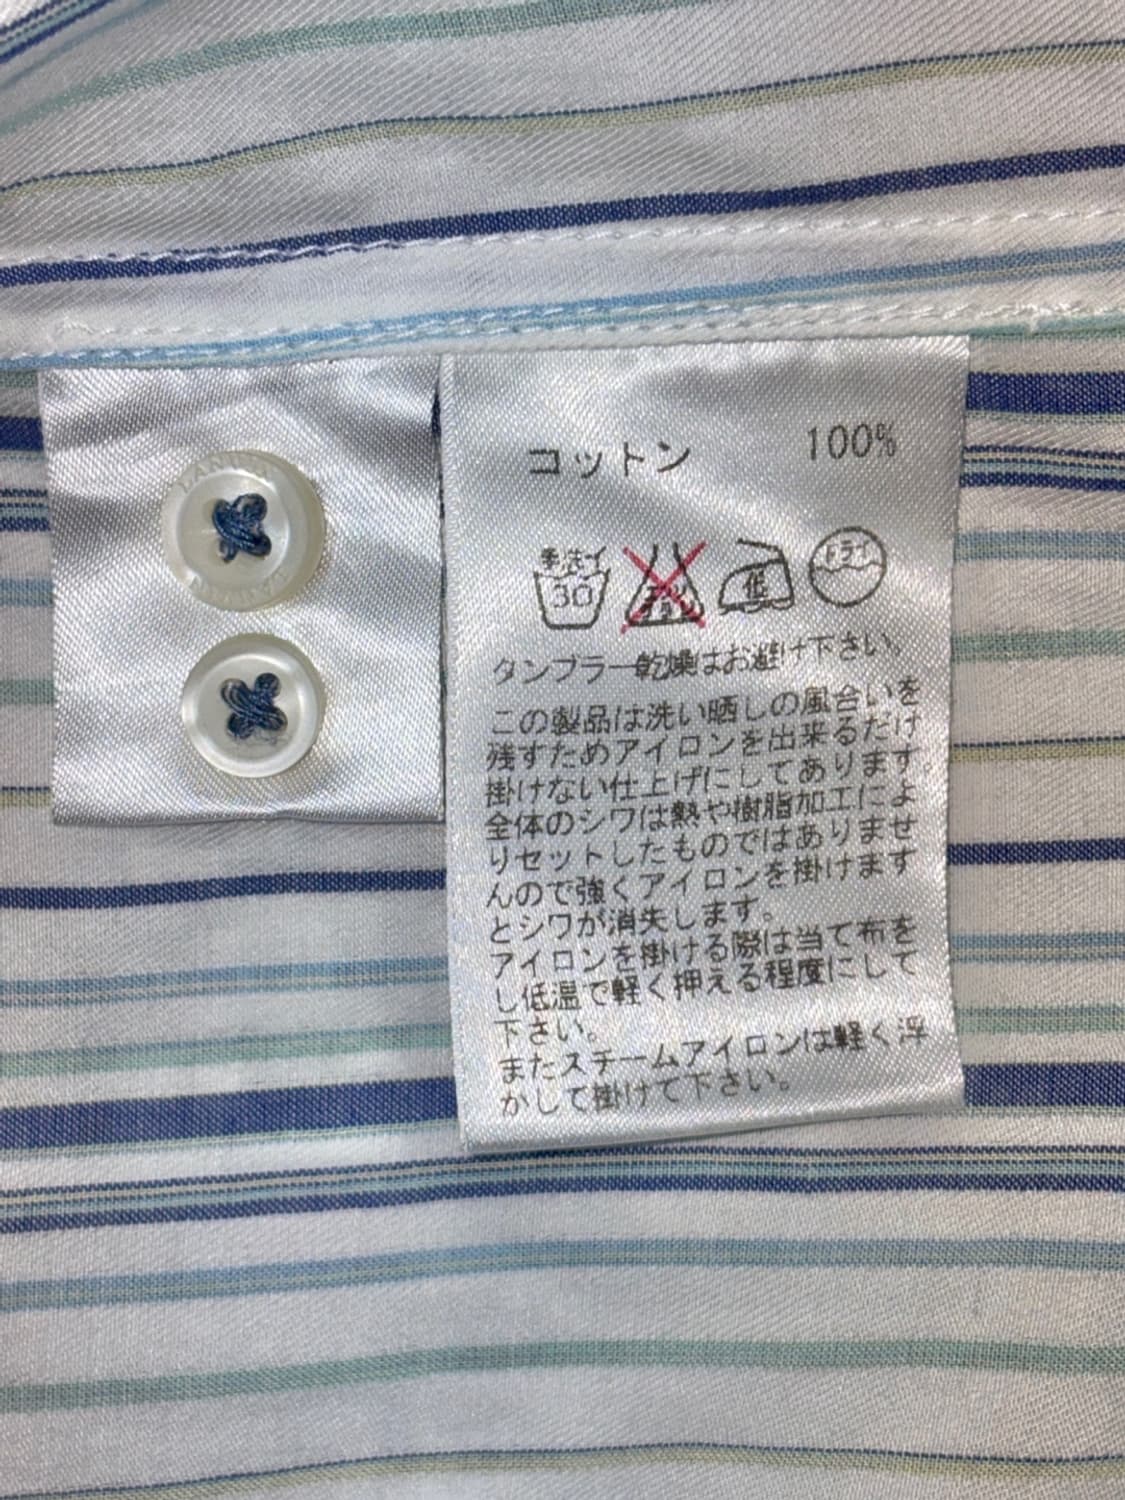 コットン 100%
手洗イ
30
エンソ
サラシ
低
ドライ
タンブラー乾燥はお避け下さい。
この製品は洗い晒しの風合いを
残すためアイロンを出来るだけ
掛けない仕上げにしてあります。
全体のシワは熱や樹脂加工によ
りセットしたものではありませ
んので強くアイロンを掛けます
とシワが消失します。
アイロンを掛ける際は当て布を
し低温で軽く押える程度にして
下さい。
またスチームアイロンは軽く浮
かして掛けて下さい。